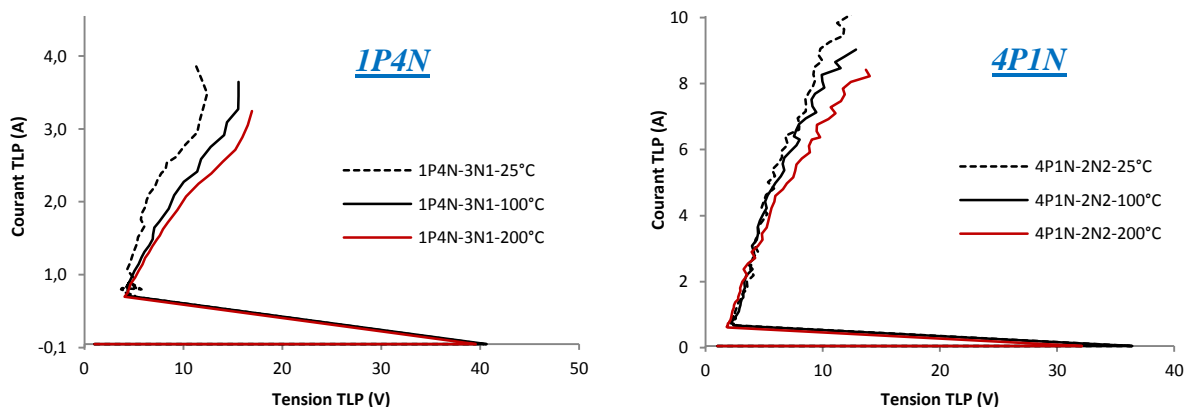 1P4N
Courant TLP (A)
4,0
3,0
2,0
1,0
-0,1
0
10
20
30
40
50
Tension TLP (V)
1P4N-3N1-25°C
1P4N-3N1-100°C
1P4N-3N1-200°C
4P1N
Courant TLP (A)
10
8
6
4
2
0
0
10
20
30
40
Tension TLP (V)
4P1N-2N2-25°C
4P1N-2N2-100°C
4P1N-2N2-200°C